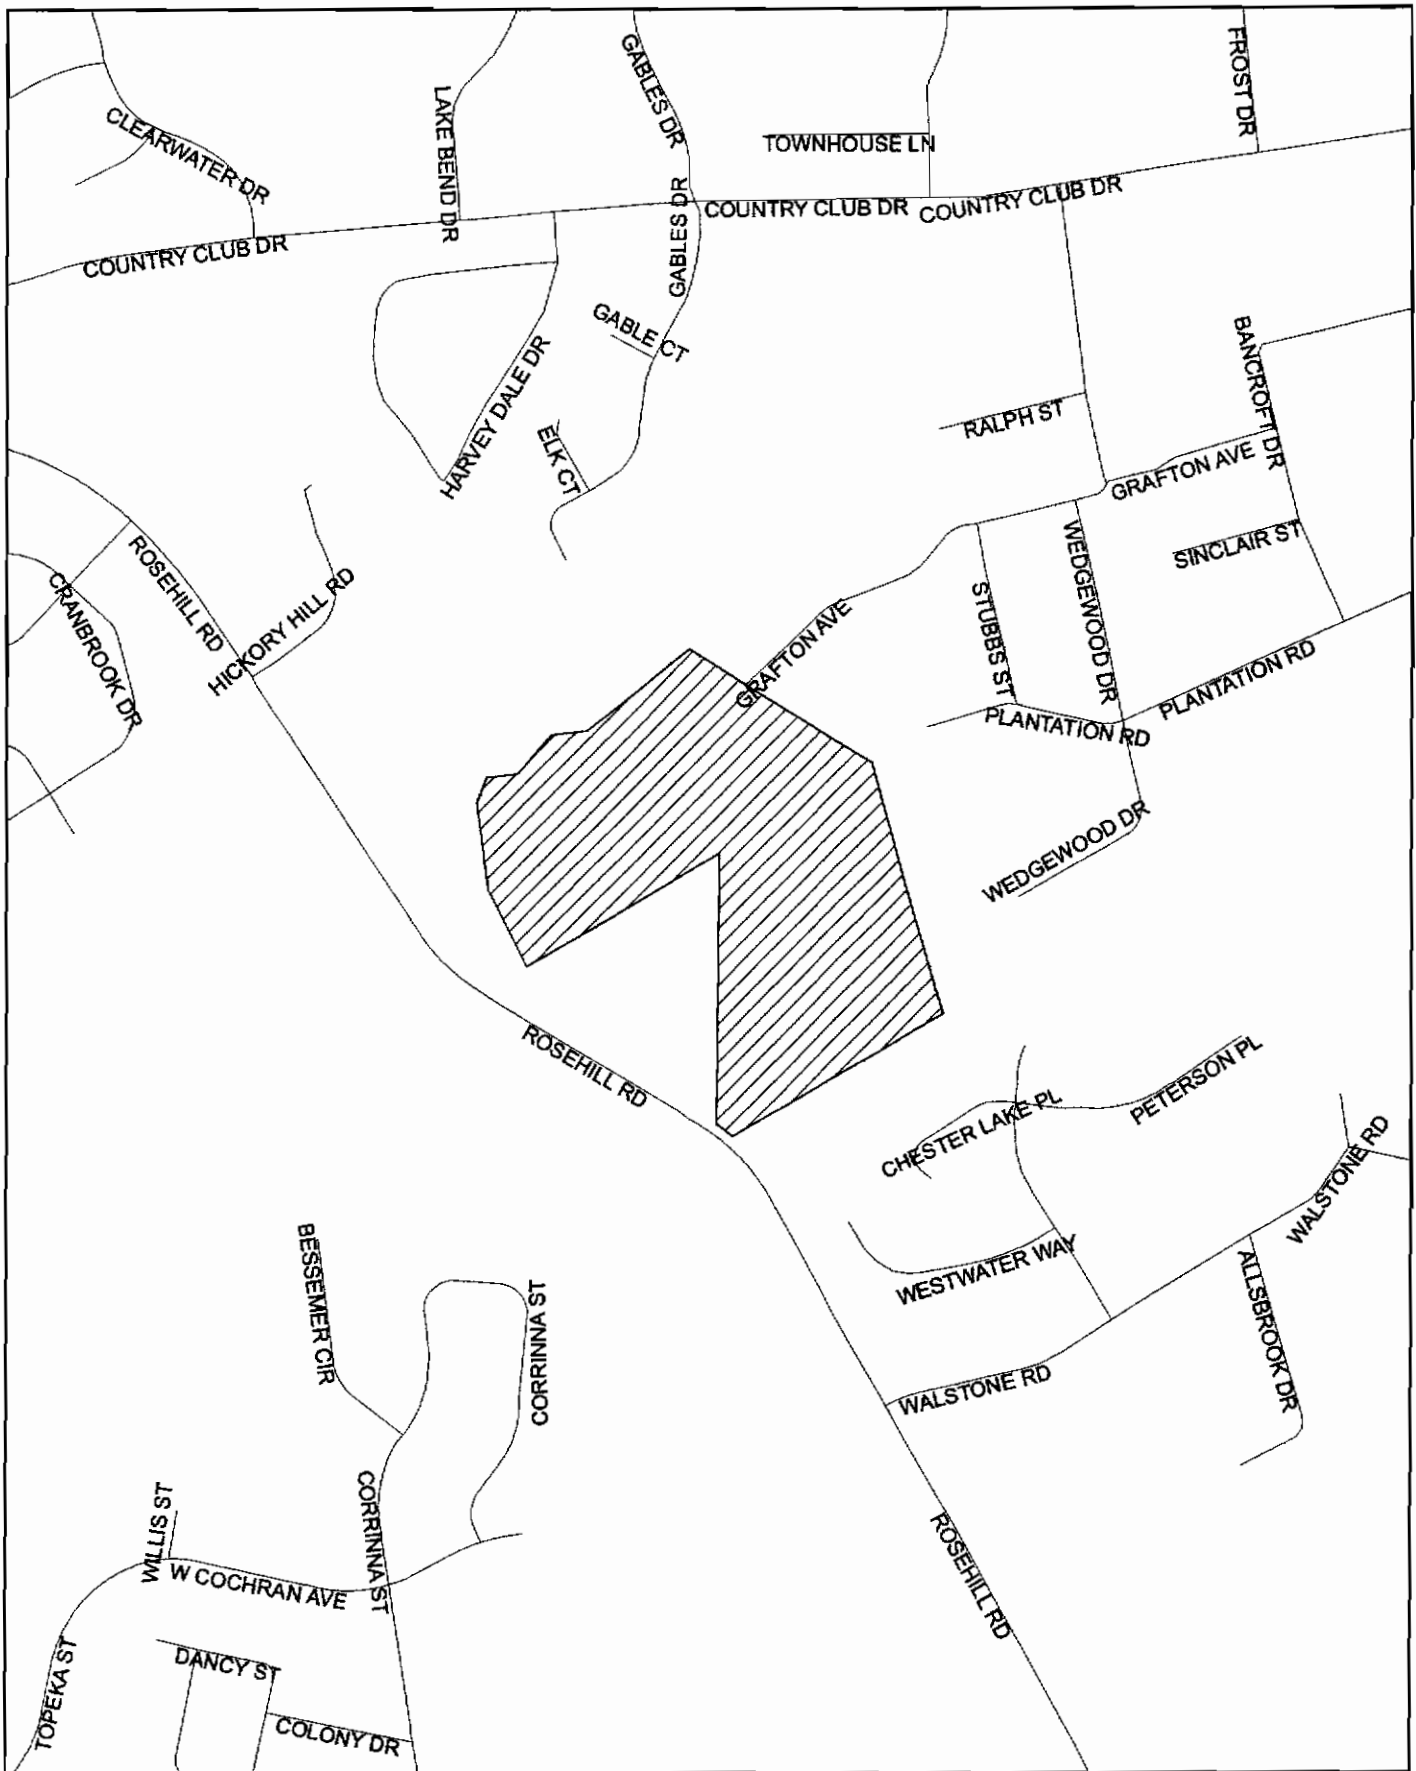 GABLES DR
FROST DR
LAKE BEND DR
CLEARWATER DR
TOWNHOUSE LN
GABLES DR
COUNTRY CLUB DR
COUNTRY CLUB DR
COUNTRY CLUB DR
GABLE CT
BANCROFT DR
HARVEY DALE DR
RALPH ST
ELK CT
GRAFTON AVE
ROSEHILL RD
WEDGEWOOD DR
SINCLAIR ST
CRANBROOK DR
HICKORY HILL RD
STUBBS ST
GRAFTON AVE
PLANTATION RD
PLANTATION RD
WEDGEWOOD DR
ROSEHILL RD
PETERSON PL
CHESTER LAKE PL
WALSTONE RD
BESSEMER CIR
WESTWATER WAY
ALLSBROOK DR
CORRINNA ST
WALSTONE RD
CORRINNA ST
WILLIS ST
ROSEHILL RD
W COCHRAN AVE
TOPEKA ST
DANCY ST
COLONY DR